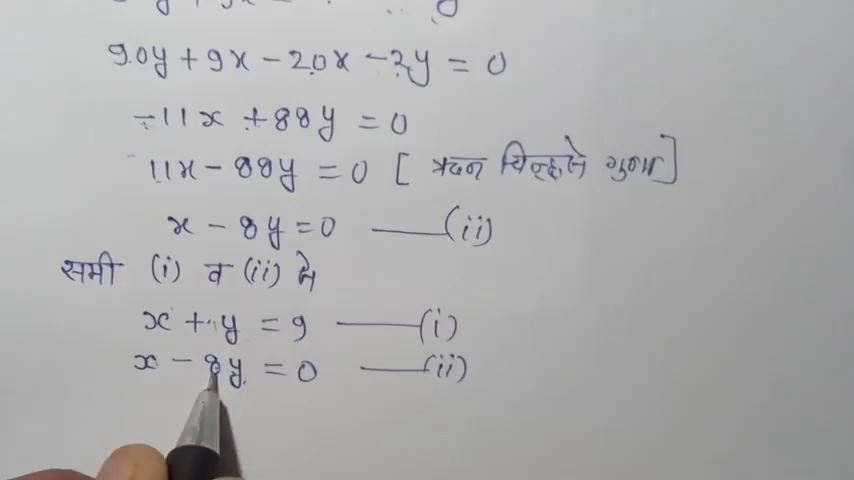 90y + 9x - 20x - 2y = 0
-11x + 88y = 0
11x - 88y = 0 [ ऋण चिन्ह से गुणा ]
x - 8y = 0 —— (ii)
समी (i) व (ii) से
x + y = 9 —— (i)
x - 8y = 0 —— (ii)